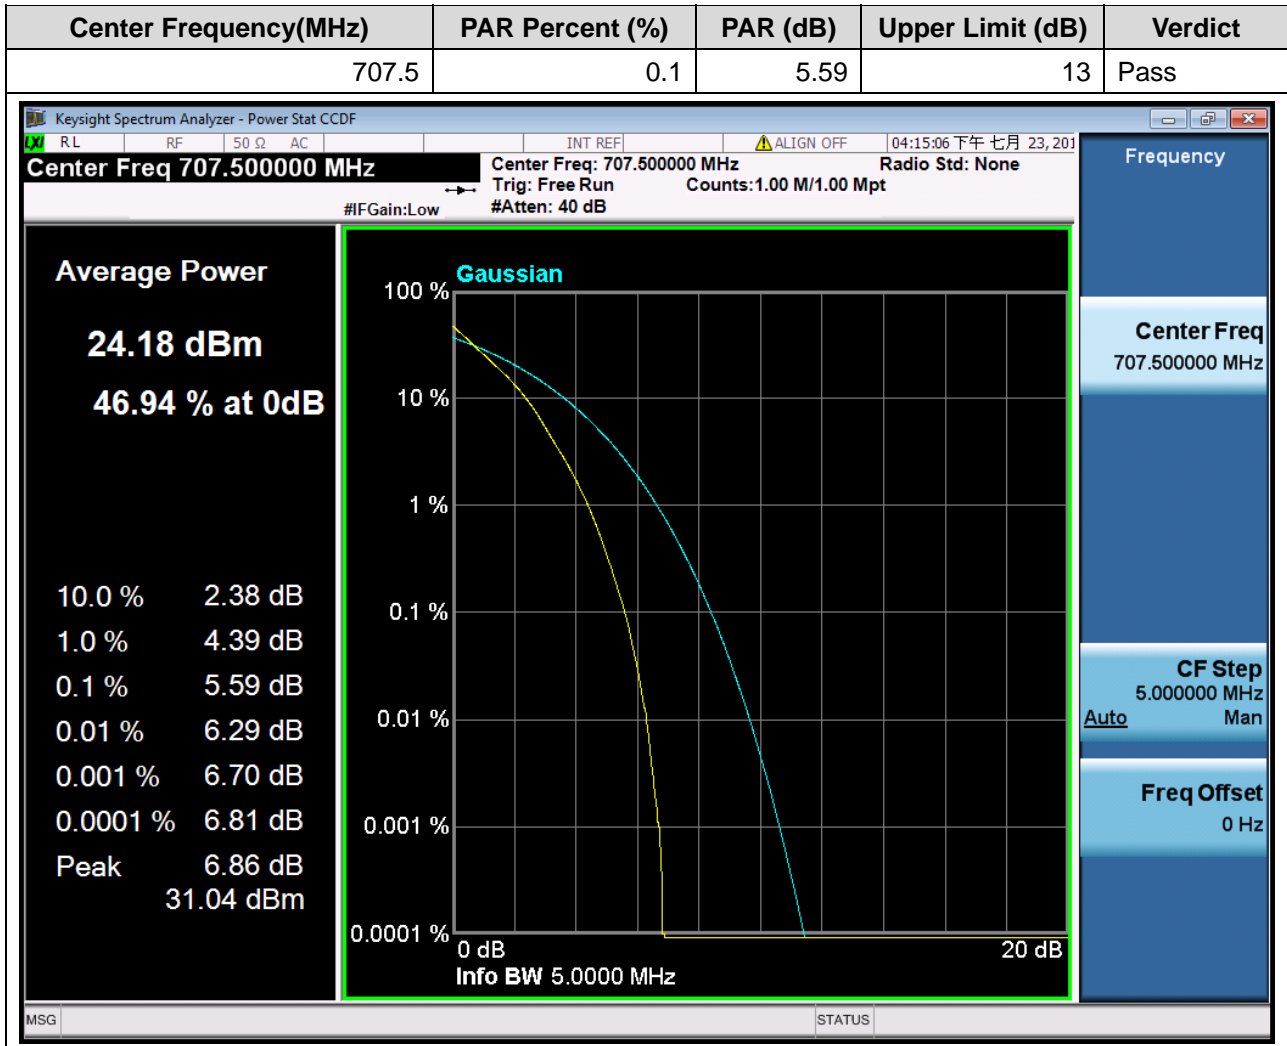 Center Frequency(MHz) PAR Percent (%) PAR (dB) Upper Limit (dB) Verdict
707.5 0.1 5.59 13 Pass
Keysight Spectrum Analyzer - Power Stat CCDF
LXI RL RF 50 Ω AC INT REF ALIGN OFF 04:15:06 下午 七月 23, 201
Center Freq 707.500000 MHz
Center Freq: 707.500000 MHz Radio Std: None
Trig: Free Run Counts:1.00 M/1.00 Mpt
#IFGain:Low #Atten: 40 dB
Frequency
Average Power
24.18 dBm
46.94 % at 0dB
10.0 % 2.38 dB
1.0 % 4.39 dB
0.1 % 5.59 dB
0.01 % 6.29 dB
0.001 % 6.70 dB
0.0001 % 6.81 dB
Peak 6.86 dB
31.04 dBm
Gaussian
100 %
10 %
1 %
0.1 %
0.01 %
0.001 %
0.0001 %
0 dB 20 dB
Info BW 5.0000 MHz
Center Freq
707.500000 MHz
CF Step
5.000000 MHz
Auto Man
Freq Offset
0 Hz
MSG STATUS